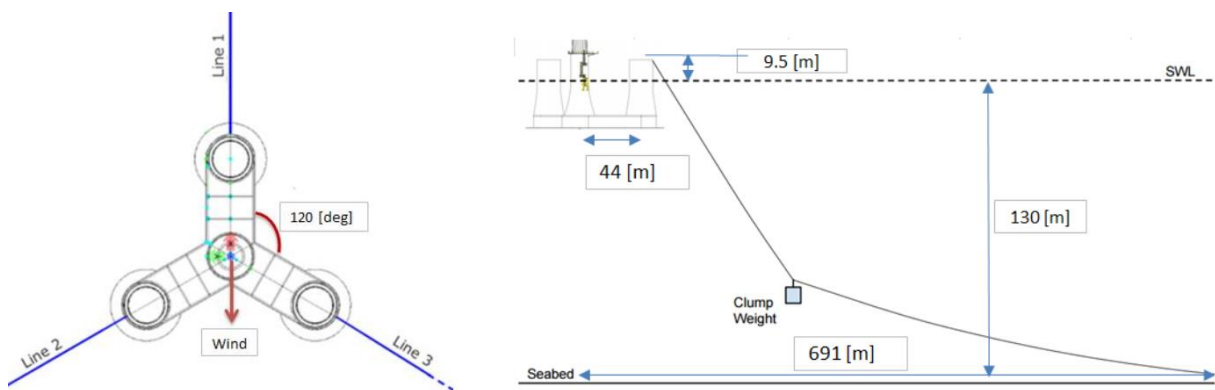 Line 1
120 [deg]
Wind
Line 2
Line 3
9.5 [m]
SWL
44 [m]
130 [m]
Clump
Weight
691 [m]
Seabed